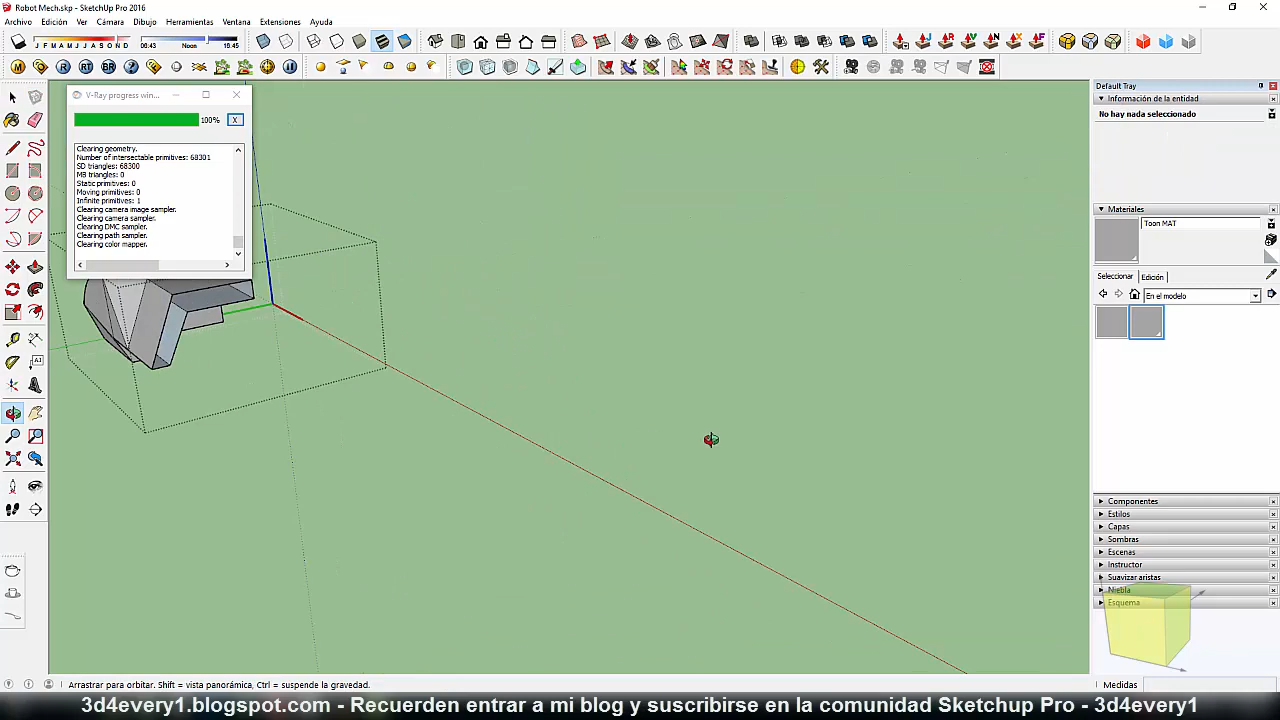 Robot Mech.skp - SketchUp Pro 2016
Archivo Edición Ver Cámara Dibujo Herramientas Ventana Extensiones Ayuda
J F M A M J J A S O N D 06:43 Noon 16:45
V-Ray progress win...
100%
X
Clearing geometry.
Number of intersectable primitives: 68301
SD triangles: 68300
MB triangles: 0
Static primitives: 0
Moving primitives: 0
Infinite primitives: 1
Clearing camera image sampler.
Clearing camera sampler.
Clearing DMC sampler.
Clearing path sampler.
Clearing color mapper.
Default Tray
Información de la entidad
No hay nada seleccionado
Materiales
Toon MAT
Seleccionar Edición
En el modelo
Componentes
Estilos
Capas
Sombras
Escenas
Instructor
Suavizar aristas
Niebla
Esquema
Arrastrar para orbitar. Shift = vista panorámica, Ctrl = suspende la gravedad.
Medidas
3d4every1.blogspot.com - Recuerden entrar a mi blog y suscribirse en la comunidad Sketchup Pro - 3d4every1